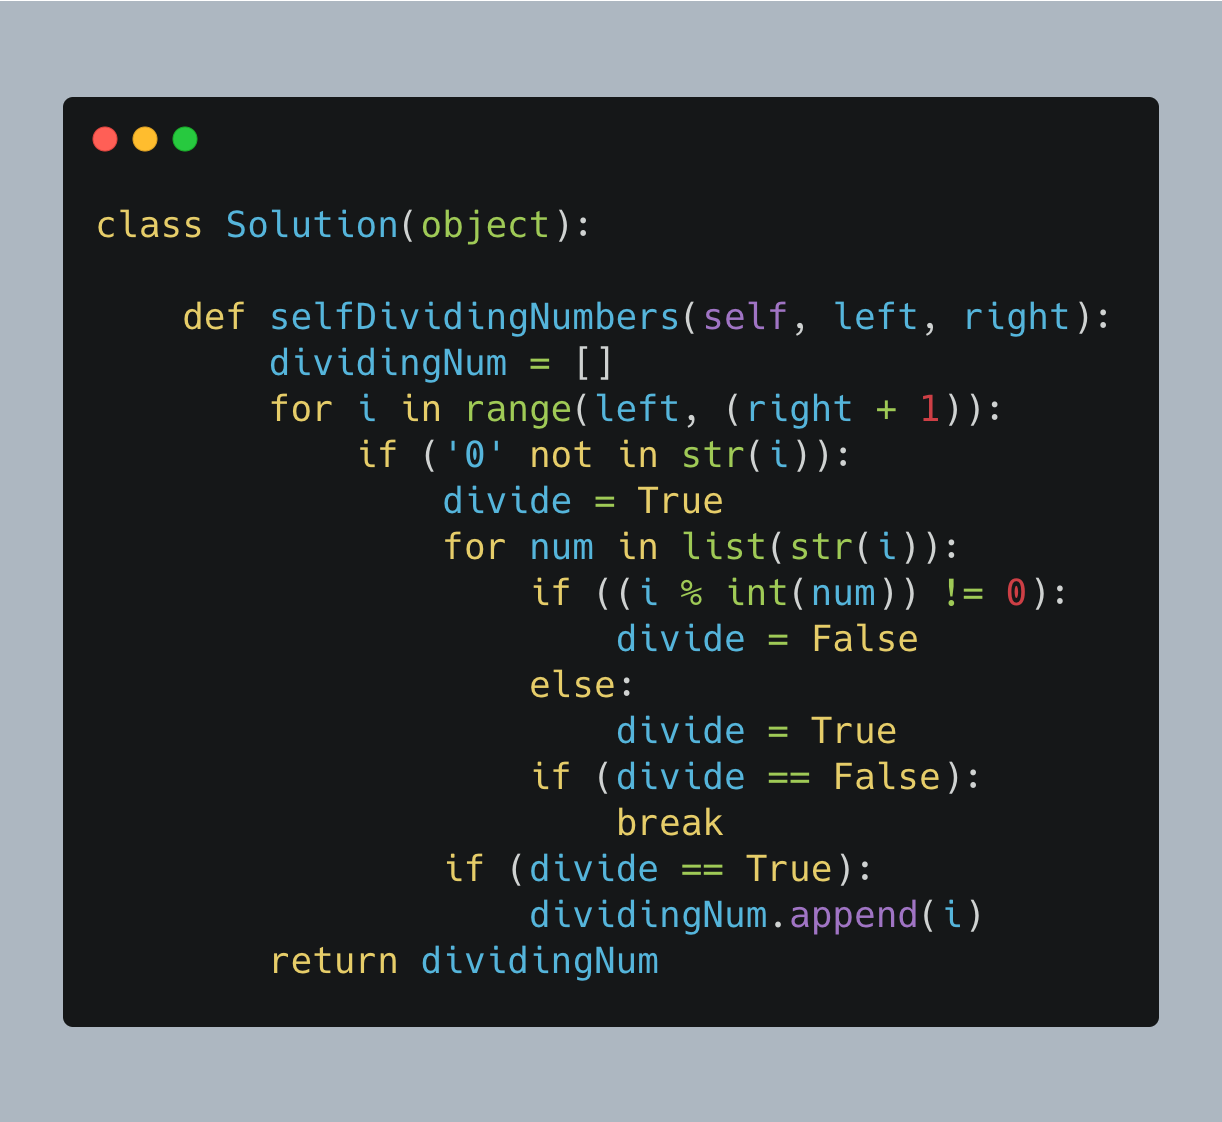 class Solution(object):

    def selfDividingNumbers(self, left, right):
        dividingNum = []
        for i in range(left, (right + 1)):
            if ('0' not in str(i)):
                divide = True
                for num in list(str(i)):
                    if ((i % int(num)) != 0):
                        divide = False
                    else:
                        divide = True
                    if (divide == False):
                        break
                if (divide == True):
                    dividingNum.append(i)
        return dividingNum